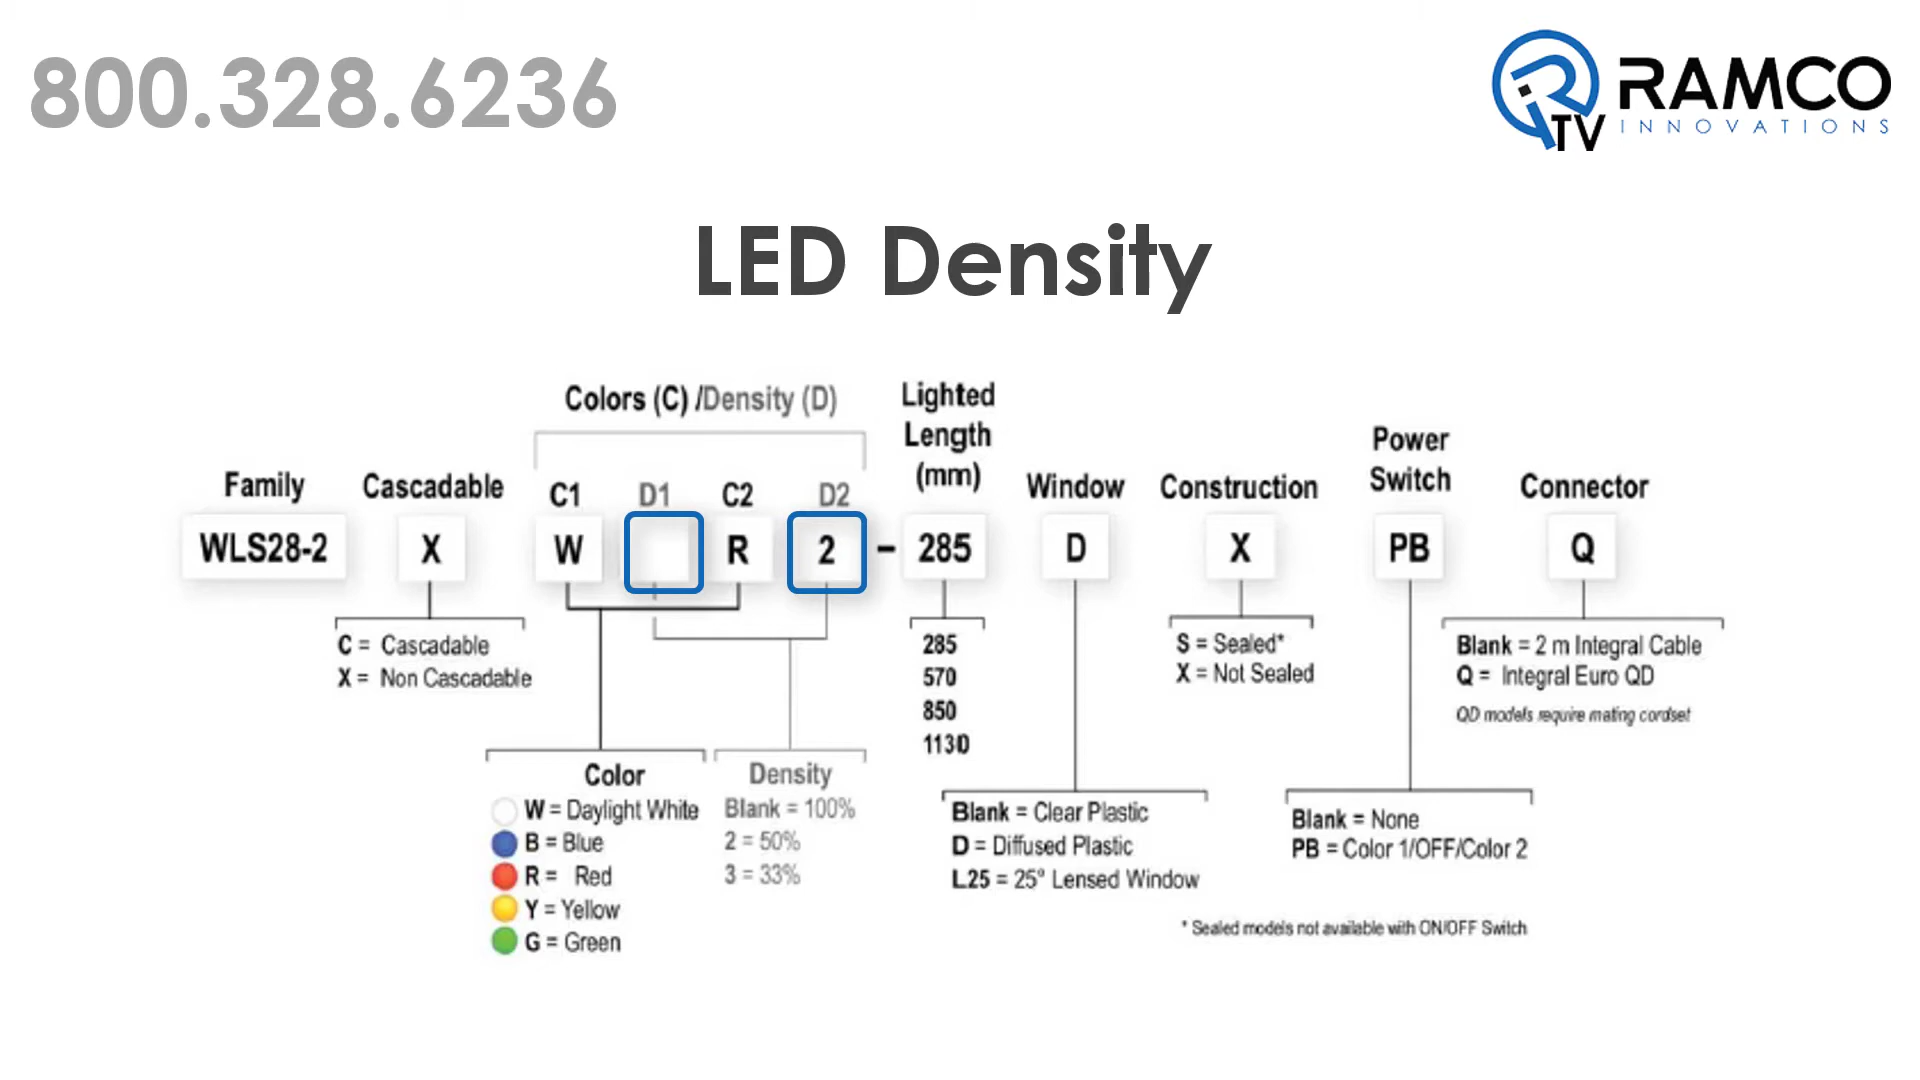 800.328.6236
TV
RAMCO
INNOVATIONS
LED Density
Colors (C) /Density (D)
Lighted
Length
(mm)
Power
Switch
Family
Cascadable
C1
D1
C2
D2
Window
Construction
Connector
WLS28-2
X
W
R
2
-
285
D
X
PB
Q
C = Cascadable
X = Non Cascadable
285
570
850
1130
S = Sealed*
X = Not Sealed
Blank = 2 m Integral Cable
Q = Integral Euro QD
QD models require mating cordset
Color
W = Daylight White
B = Blue
R = Red
Y = Yellow
G = Green
Density
Blank = 100%
2 = 50%
3 = 33%
Blank = Clear Plastic
D = Diffused Plastic
L25 = 25° Lensed Window
Blank = None
PB = Color 1/OFF/Color 2
* Sealed models not available with ON/OFF Switch